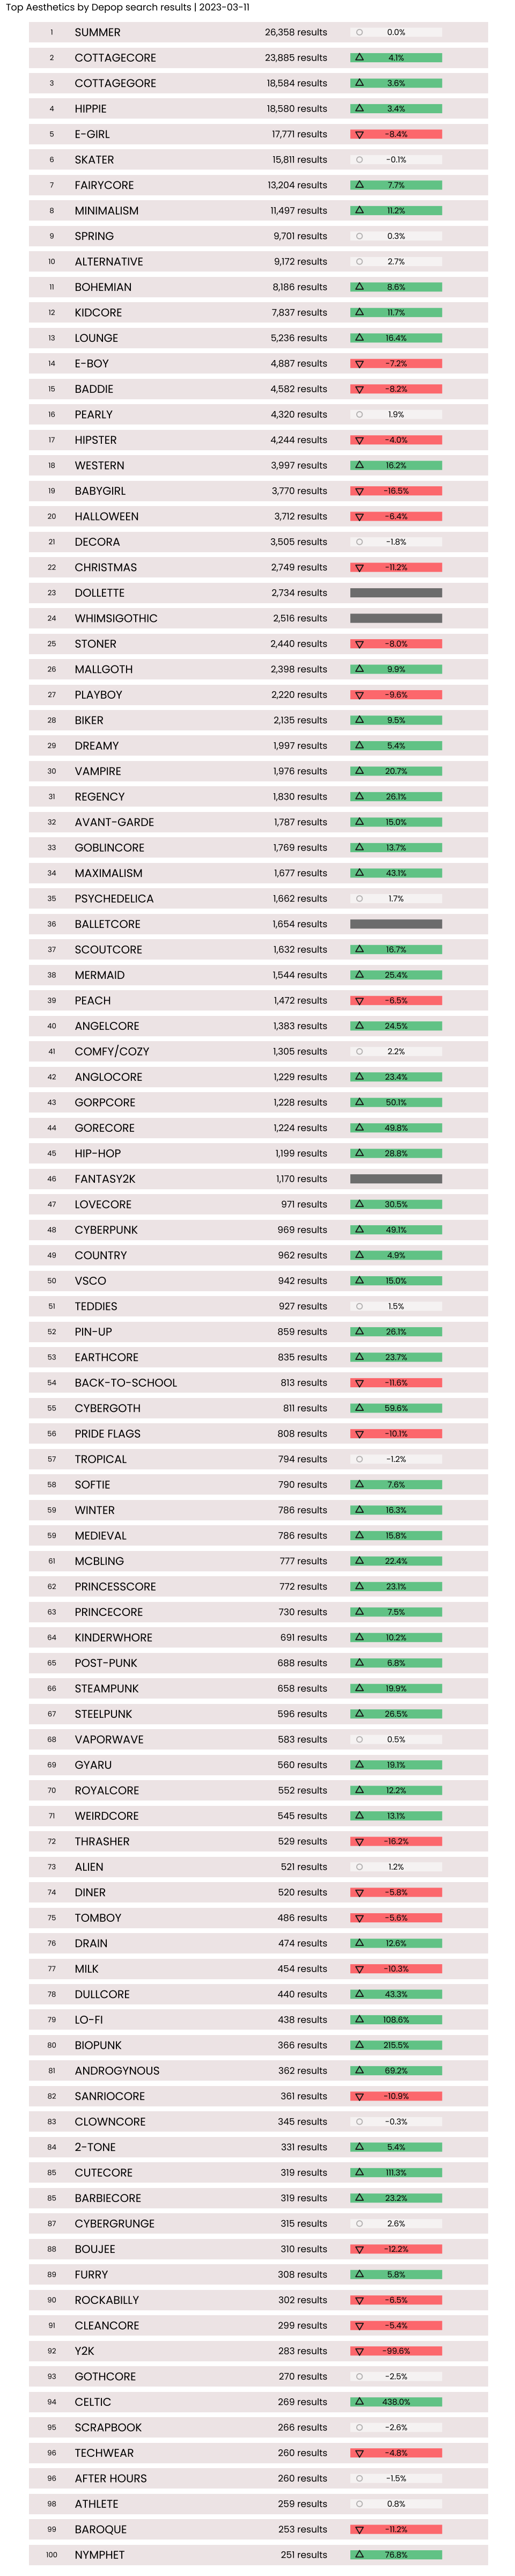 Top Aesthetics by Depop search results | 2023-03-11
1 SUMMER 26,358 results 0.0%
2 COTTAGECORE 23,885 results 4.1%
3 COTTAGEGORE 18,584 results 3.6%
4 HIPPIE 18,580 results 3.4%
5 E-GIRL 17,771 results -8.4%
6 SKATER 15,811 results -0.1%
7 FAIRYCORE 13,204 results 7.7%
8 MINIMALISM 11,497 results 11.2%
9 SPRING 9,701 results 0.3%
10 ALTERNATIVE 9,172 results 2.7%
11 BOHEMIAN 8,186 results 8.6%
12 KIDCORE 7,837 results 11.7%
13 LOUNGE 5,236 results 16.4%
14 E-BOY 4,887 results -7.2%
15 BADDIE 4,582 results -8.2%
16 PEARLY 4,320 results 1.9%
17 HIPSTER 4,244 results -4.0%
18 WESTERN 3,997 results 16.2%
19 BABYGIRL 3,770 results -16.5%
20 HALLOWEEN 3,712 results -6.4%
21 DECORA 3,505 results -1.8%
22 CHRISTMAS 2,749 results -11.2%
23 DOLLETTE 2,734 results
24 WHIMSIGOTHIC 2,516 results
25 STONER 2,440 results -8.0%
26 MALLGOTH 2,398 results 9.9%
27 PLAYBOY 2,220 results -9.6%
28 BIKER 2,135 results 9.5%
29 DREAMY 1,997 results 5.4%
30 VAMPIRE 1,976 results 20.7%
31 REGENCY 1,830 results 26.1%
32 AVANT-GARDE 1,787 results 15.0%
33 GOBLINCORE 1,769 results 13.7%
34 MAXIMALISM 1,677 results 43.1%
35 PSYCHEDELICA 1,662 results 1.7%
36 BALLETCORE 1,654 results
37 SCOUTCORE 1,632 results 16.7%
38 MERMAID 1,544 results 25.4%
39 PEACH 1,472 results -6.5%
40 ANGELCORE 1,383 results 24.5%
41 COMFY/COZY 1,305 results 2.2%
42 ANGLOCORE 1,229 results 23.4%
43 GORPCORE 1,228 results 50.1%
44 GORECORE 1,224 results 49.8%
45 HIP-HOP 1,199 results 28.8%
46 FANTASY2K 1,170 results
47 LOVECORE 971 results 30.5%
48 CYBERPUNK 969 results 49.1%
49 COUNTRY 962 results 4.9%
50 VSCO 942 results 15.0%
51 TEDDIES 927 results 1.5%
52 PIN-UP 859 results 26.1%
53 EARTHCORE 835 results 23.7%
54 BACK-TO-SCHOOL 813 results -11.6%
55 CYBERGOTH 811 results 59.6%
56 PRIDE FLAGS 808 results -10.1%
57 TROPICAL 794 results -1.2%
58 SOFTIE 790 results 7.6%
59 WINTER 786 results 16.3%
59 MEDIEVAL 786 results 15.8%
61 MCBLING 777 results 22.4%
62 PRINCESSCORE 772 results 23.1%
63 PRINCECORE 730 results 7.5%
64 KINDERWHORE 691 results 10.2%
65 POST-PUNK 688 results 6.8%
66 STEAMPUNK 658 results 19.9%
67 STEELPUNK 596 results 26.5%
68 VAPORWAVE 583 results 0.5%
69 GYARU 560 results 19.1%
70 ROYALCORE 552 results 12.2%
71 WEIRDCORE 545 results 13.1%
72 THRASHER 529 results -16.2%
73 ALIEN 521 results 1.2%
74 DINER 520 results -5.8%
75 TOMBOY 486 results -5.6%
76 DRAIN 474 results 12.6%
77 MILK 454 results -10.3%
78 DULLCORE 440 results 43.3%
79 LO-FI 438 results 108.6%
80 BIOPUNK 366 results 215.5%
81 ANDROGYNOUS 362 results 69.2%
82 SANRIOCORE 361 results -10.9%
83 CLOWNCORE 345 results -0.3%
84 2-TONE 331 results 5.4%
85 CUTECORE 319 results 111.3%
85 BARBIECORE 319 results 23.2%
87 CYBERGRUNGE 315 results 2.6%
88 BOUJEE 310 results -12.2%
89 FURRY 308 results 5.8%
90 ROCKABILLY 302 results -6.5%
91 CLEANCORE 299 results -5.4%
92 Y2K 283 results -99.6%
93 GOTHCORE 270 results -2.5%
94 CELTIC 269 results 438.0%
95 SCRAPBOOK 266 results -2.6%
96 TECHWEAR 260 results -4.8%
96 AFTER HOURS 260 results -1.5%
98 ATHLETE 259 results 0.8%
99 BAROQUE 253 results -11.2%
100 NYMPHET 251 results 76.8%